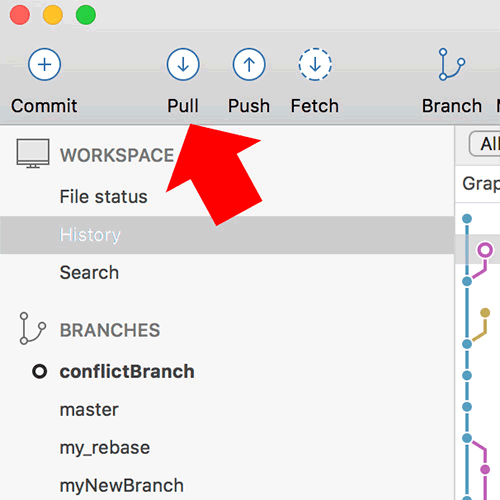 Commit Pull Push Fetch Branch
WORKSPACE
All
File status
Grap
History
Search
BRANCHES
conflictBranch
master
my_rebase
myNewBranch